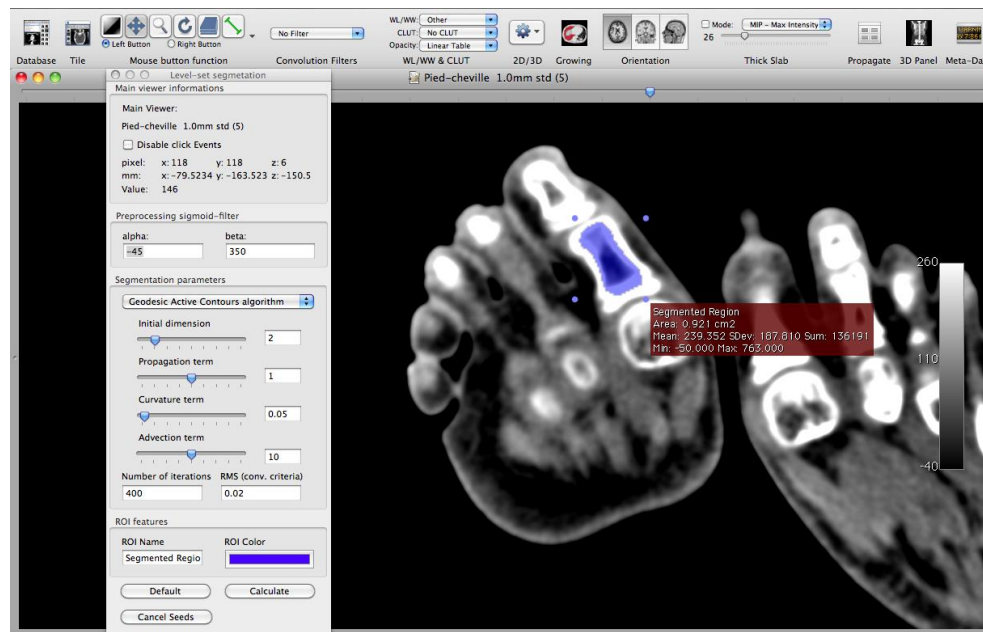 WL/WW: Other
CLUT: No CLUT
Opacity: Linear Table
No Filter
Mode: MIP - Max Intensity
26
Left Button Right Button
Database Tile Mouse button function Convolution Filters WL/WW & CLUT 2D/3D Growing Orientation Thick Slab Propagate 3D Panel Meta-Da
Level-set segmetation
Pied-cheville 1.0mm std (5)
Main viewer informations
Main Viewer:
Pied-cheville 1.0mm std (5)
Disable click Events
pixel: x: 118 y: 118 z: 6
mm: x: -79.5234 y: -163.523 z: -150.5
Value: 146
Preprocessing sigmoid-filter
alpha: beta:
-45 350
Segmentation parameters
Geodesic Active Contours algorithm
Initial dimension
2
Propagation term
1
Curvature term
0.05
Advection term
10
Number of iterations RMS (conv. criteria)
400 0.02
ROI features
ROI Name ROI Color
Segmented Regio
Default Calculate
Cancel Seeds
Segmented Region
Area: 0.921 cm2
Mean: 239.352 SDev: 187.810 Sum: 136191
Min: -50.000 Max: 763.000
260
110
-40